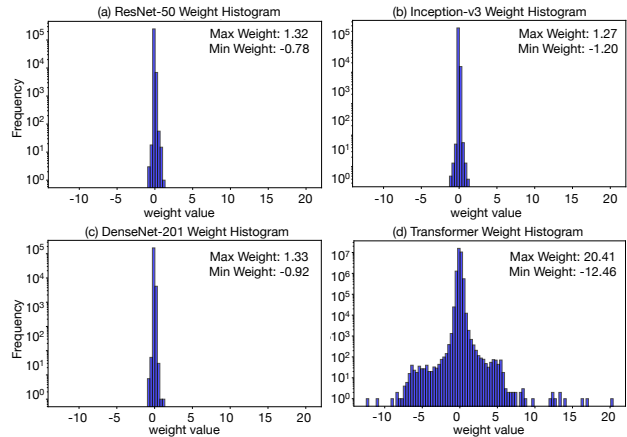 (a) ResNet-50 Weight Histogram
Max Weight: 1.32
Min Weight: -0.78
Frequency
10^5
10^4
10^3
10^2
10^1
10^0
-10 -5 0 5 10 15 20
weight value
(b) Inception-v3 Weight Histogram
Max Weight: 1.27
Min Weight: -1.20
10^5
10^4
10^3
10^2
10^1
10^0
-10 -5 0 5 10 15 20
weight value
(c) DenseNet-201 Weight Histogram
Max Weight: 1.33
Min Weight: -0.92
Frequency
10^5
10^4
10^3
10^2
10^1
10^0
-10 -5 0 5 10 15 20
weight value
(d) Transformer Weight Histogram
Max Weight: 20.41
Min Weight: -12.46
10^7
10^6
10^5
10^4
10^3
10^2
10^1
10^0
-10 -5 0 5 10 15 20
weight value